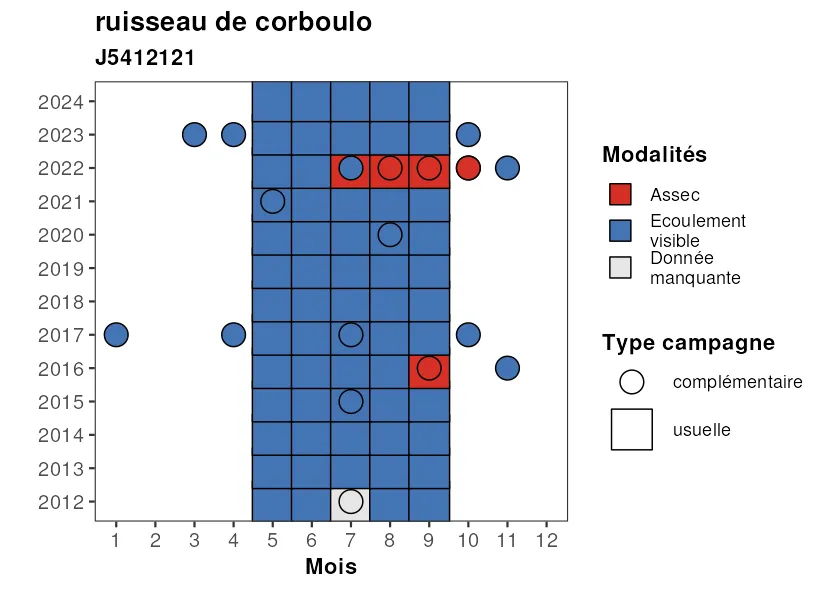 ruisseau de corboulo
J5412121
2024
2023
2022
2021
2020
2019
2018
2017
2016
2015
2014
2013
2012
1 2 3 4 5 6 7 8 9 10 11 12
Mois
Modalités
Assec
Ecoulement
visible
Donnée
manquante
Type campagne
complémentaire
usuelle